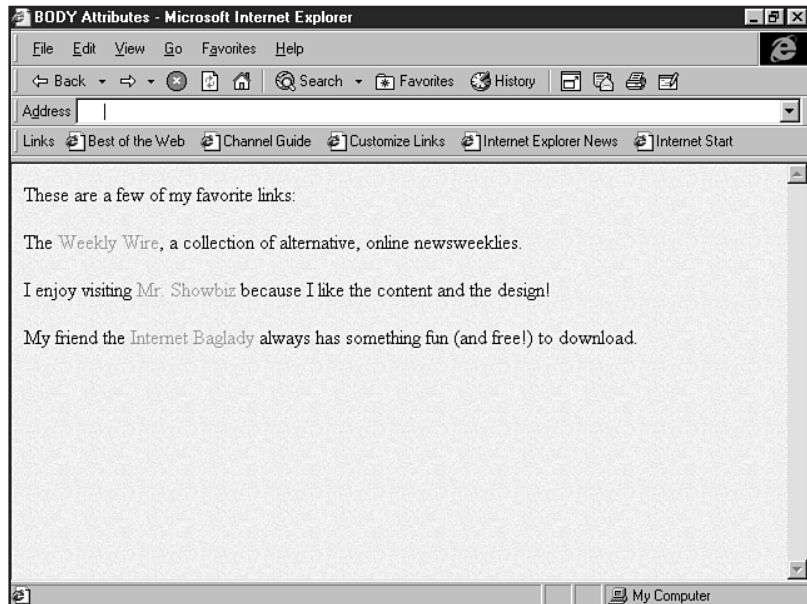 BODY Attributes - Microsoft Internet Explorer
File Edit View Go Favorites Help
Back Search Favorites History
Address
Links Best of the Web Channel Guide Customize Links Internet Explorer News Internet Start
These are a few of my favorite links:
The Weekly Wire, a collection of alternative, online newsweeklies.
I enjoy visiting Mr. Showbiz because I like the content and the design!
My friend the Internet Baglady always has something fun (and free!) to download.
My Computer